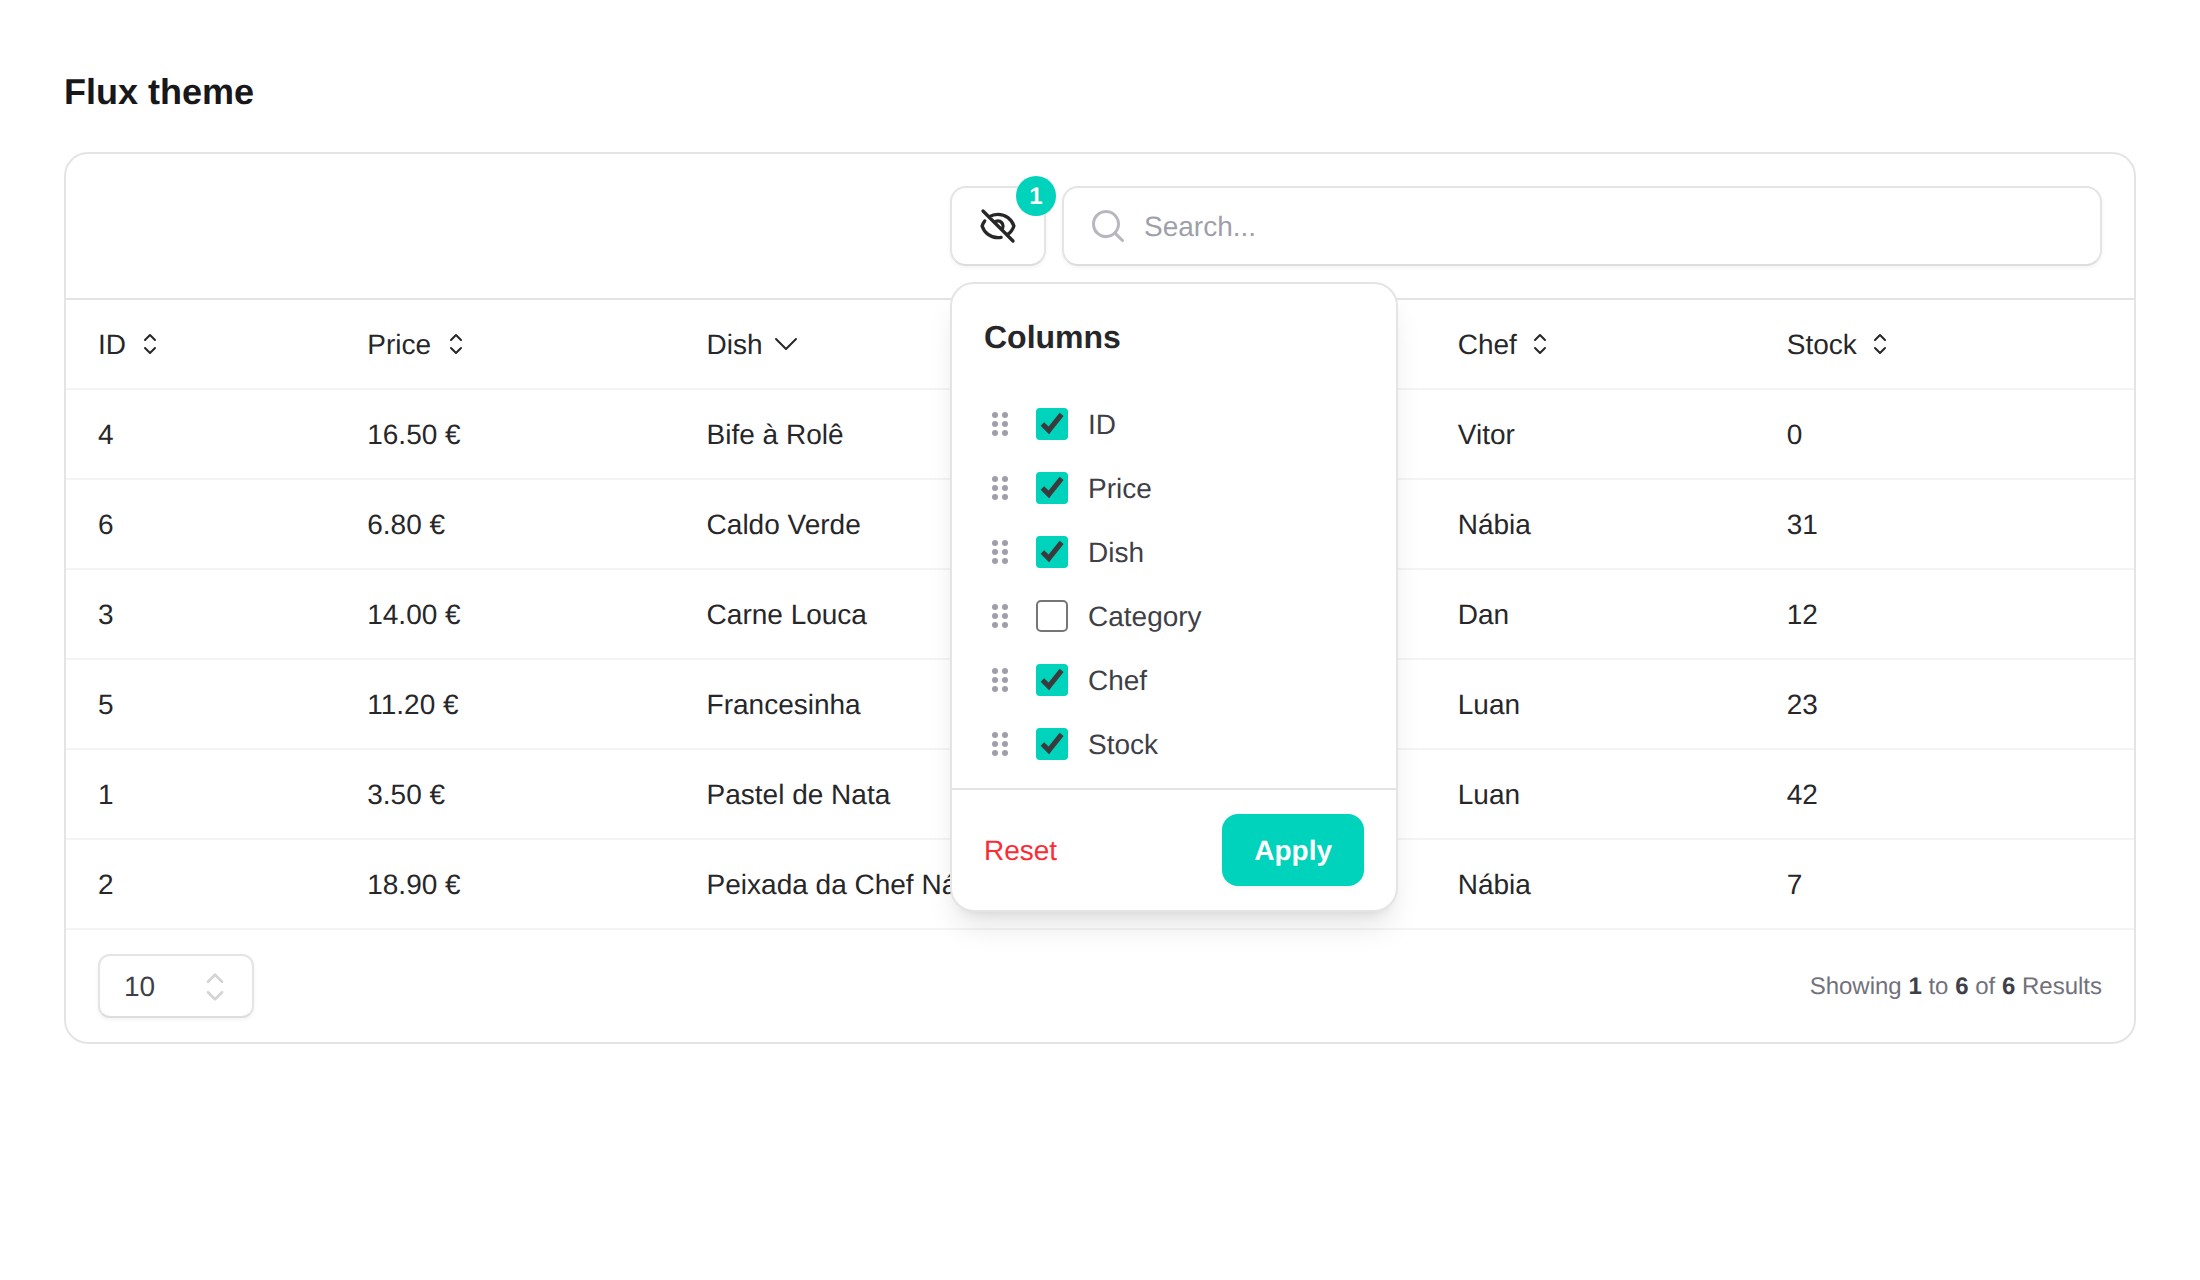 Flux theme
1
Search...
ID Price Dish Chef Stock
4 16.50 € Bife à Rolê Vitor 0
6 6.80 € Caldo Verde Nábia 31
3 14.00 € Carne Louca Dan 12
5 11.20 € Francesinha Luan 23
1 3.50 € Pastel de Nata Luan 42
2 18.90 € Peixada da Chef Nábia 7
Columns
ID
Price
Dish
Category
Chef
Stock
Reset Apply
10
Showing 1 to 6 of 6 Results